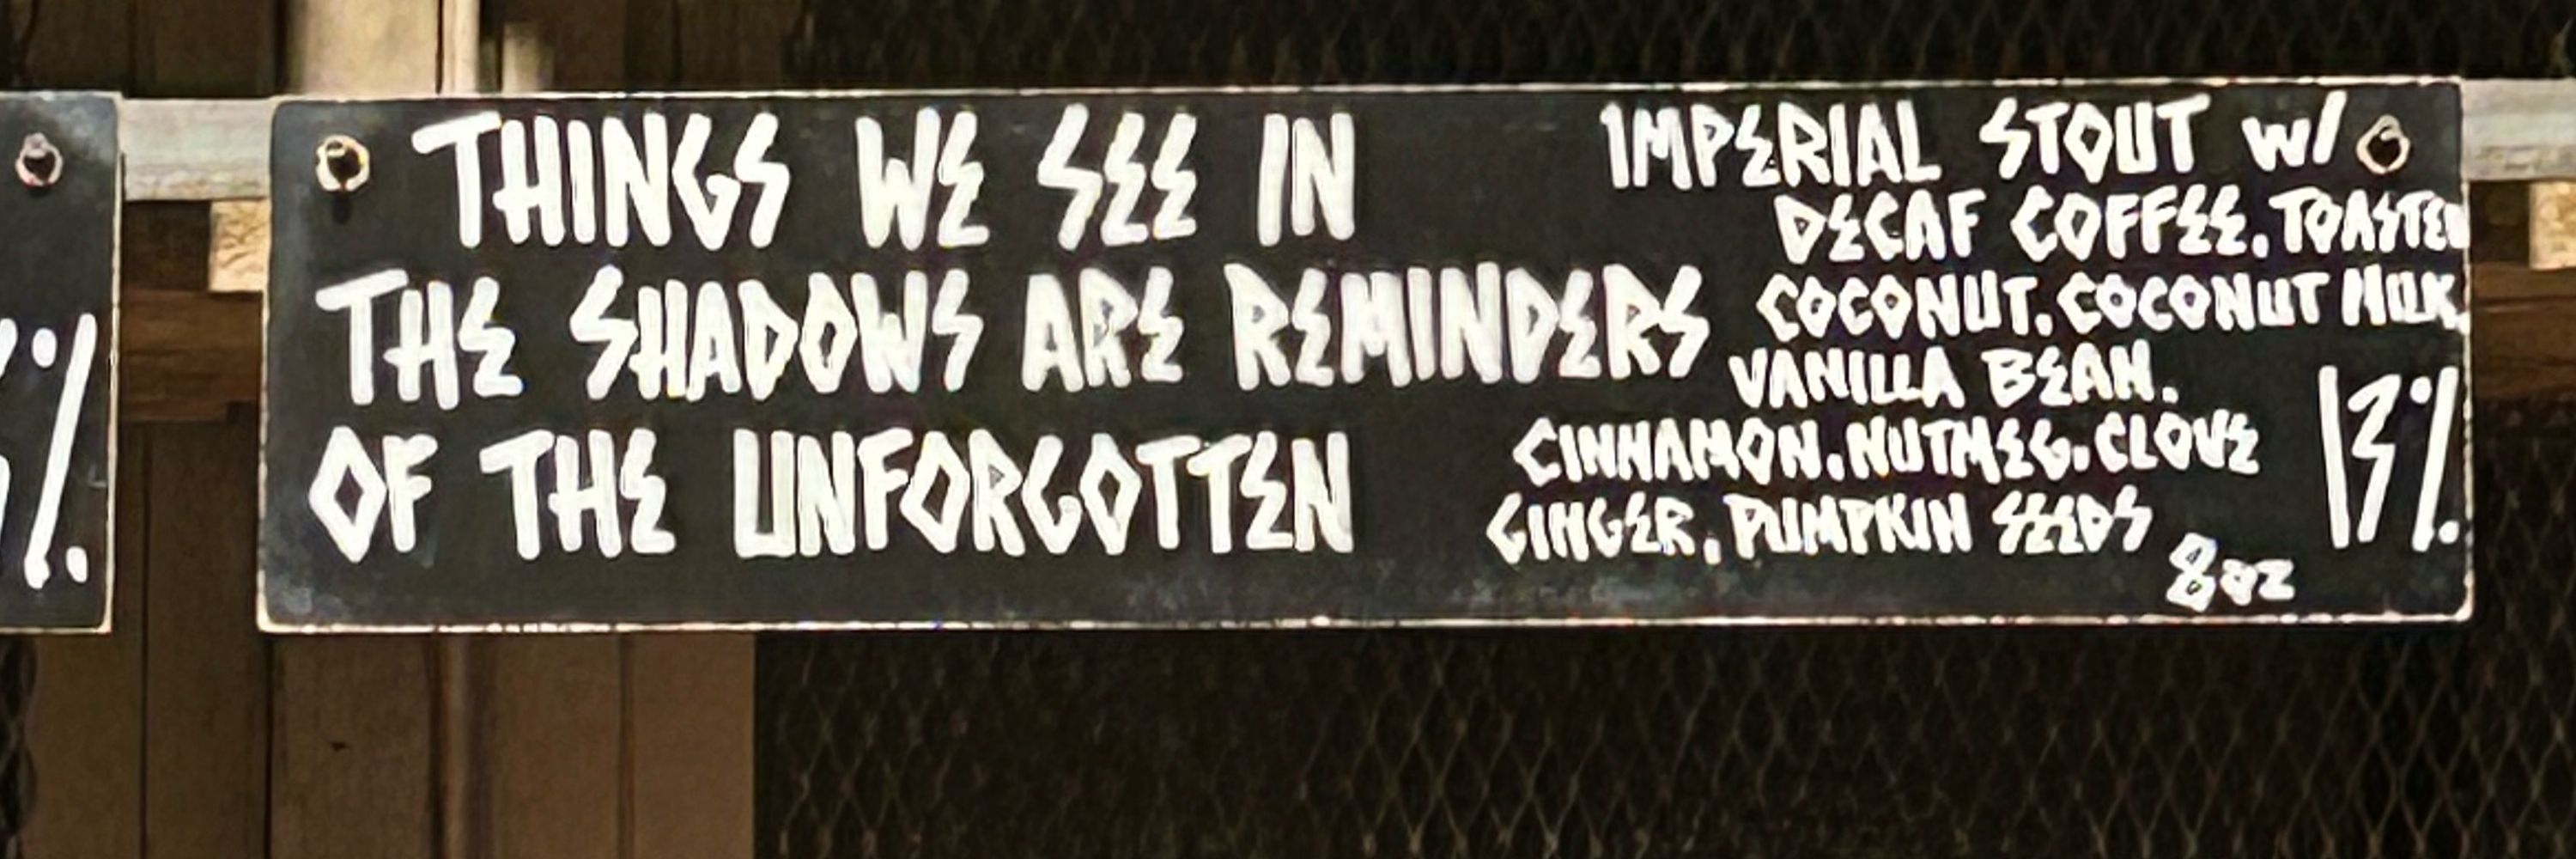 THINGS WE SEE IN
THE SHADOWS ARE REMINDERS
OF THE UNFORGOTTEN
IMPERIAL STOUT W/
DECAF COFFEE. TOASTED
COCONUT. COCONUT MILK.
VANILLA BEAN.
CINNAMON. NUTMEG. CLOVE
GINGER. PUMPKIN SEEDS
13%.
8oz
%.